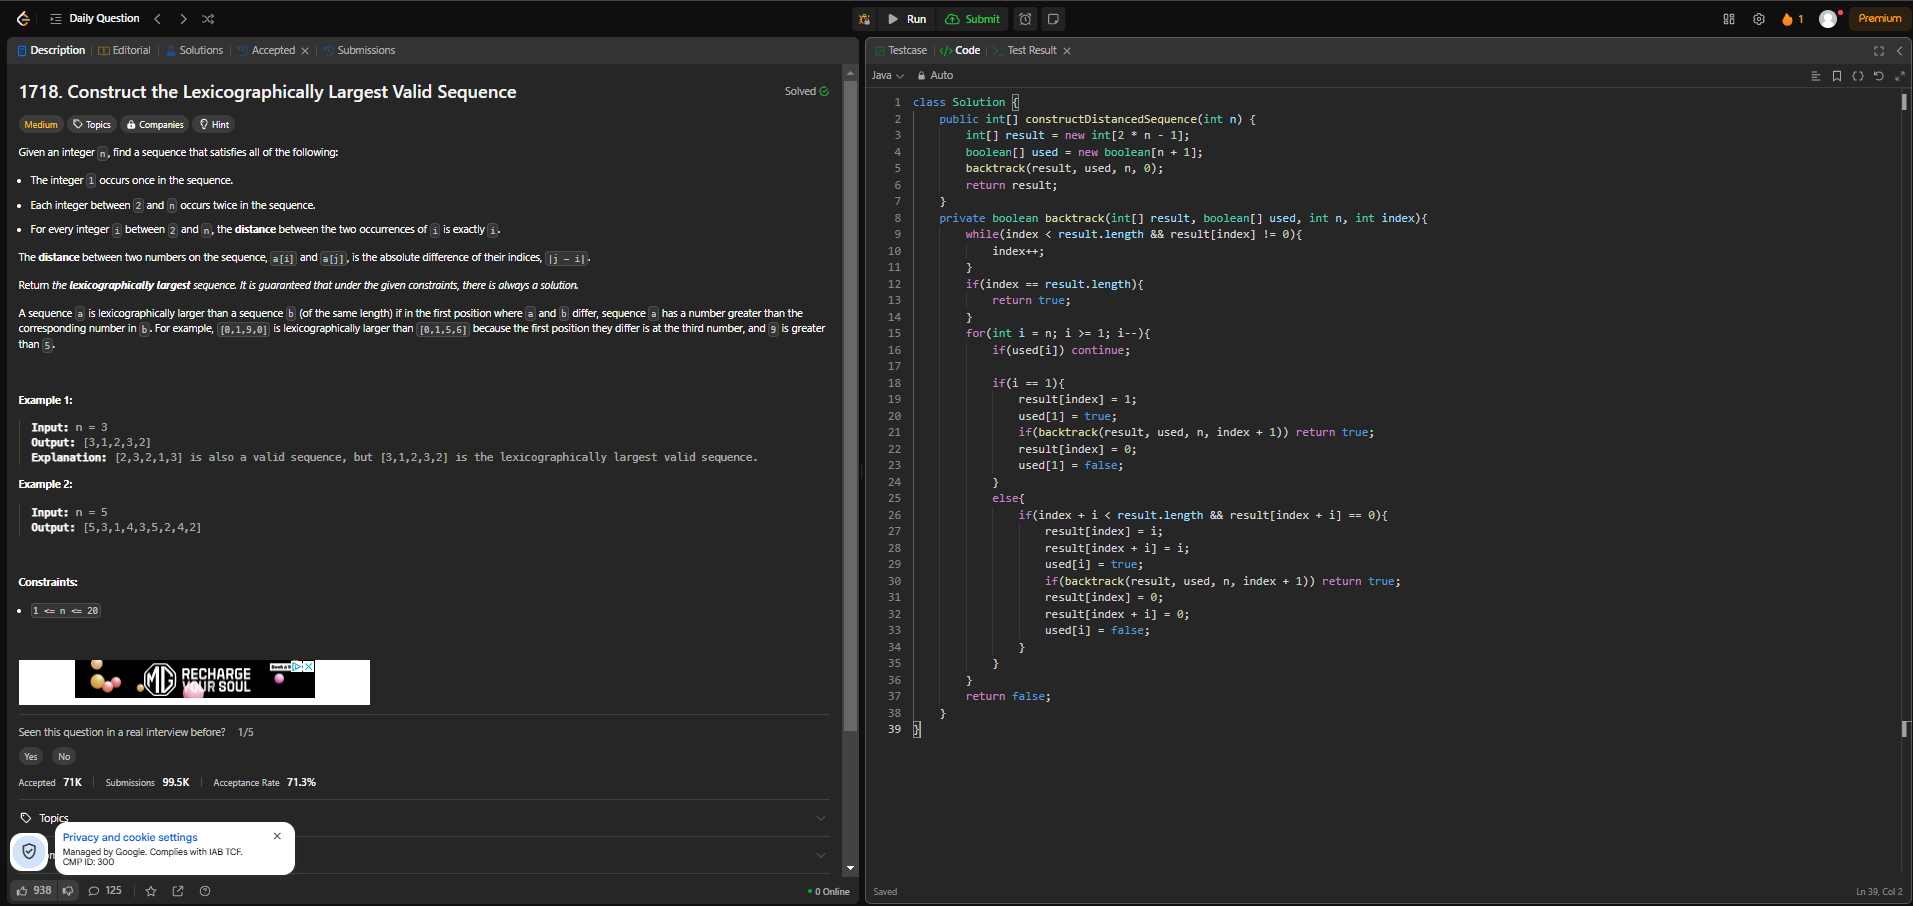 Daily Question
Run
Submit
1
Premium
Description
Editorial
Solutions
Accepted
Submissions
1718. Construct the Lexicographically Largest Valid Sequence
Solved
Medium
Topics
Companies
Hint
Given an integer n, find a sequence that satisfies all of the following:
• The integer 1 occurs once in the sequence.
• Each integer between 2 and n occurs twice in the sequence.
• For every integer i between 2 and n, the distance between the two occurrences of i is exactly i.
The distance between two numbers on the sequence, a[i] and a[j], is the absolute difference of their indices, |j - i|.
Return the lexicographically largest sequence. It is guaranteed that under the given constraints, there is always a solution.
A sequence a is lexicographically larger than a sequence b (of the same length) if in the first position where a and b differ, sequence a has a number greater than the
corresponding number in b. For example, [0,1,9,0] is lexicographically larger than [0,1,5,6] because the first position they differ is at the third number, and 9 is greater
than 5.
Example 1:
Input: n = 3
Output: [3,1,2,3,2]
Explanation: [2,3,2,1,3] is also a valid sequence, but [3,1,2,3,2] is the lexicographically largest valid sequence.
Example 2:
Input: n = 5
Output: [5,3,1,4,3,5,2,4,2]
Constraints:
• 1 <= n <= 20
MG
RECHARGE
YOUR SOUL
Seen this question in a real interview before? 1/5
Yes
No
Accepted 71K
Submissions 99.5K
Acceptance Rate 71.3%
Topics
Privacy and cookie settings
Managed by Google. Complies with IAB TCF.
CMP ID: 300
938
125
0 Online
Testcase
Code
Test Result
Java
Auto
1 class Solution {
2 public int[] constructDistancedSequence(int n) {
3 int[] result = new int[2 * n - 1];
4 boolean[] used = new boolean[n + 1];
5 backtrack(result, used, n, 0);
6 return result;
7 }
8 private boolean backtrack(int[] result, boolean[] used, int n, int index){
9 while(index < result.length && result[index] != 0){
10 index++;
11 }
12 if(index == result.length){
13 return true;
14 }
15 for(int i = n; i >= 1; i--){
16 if(used[i]) continue;
17
18 if(i == 1){
19 result[index] = 1;
20 used[1] = true;
21 if(backtrack(result, used, n, index + 1)) return true;
22 result[index] = 0;
23 used[1] = false;
24 }
25 else{
26 if(index + i < result.length && result[index + i] == 0){
27 result[index] = i;
28 result[index + i] = i;
29 used[i] = true;
30 if(backtrack(result, used, n, index + 1)) return true;
31 result[index] = 0;
32 result[index + i] = 0;
33 used[i] = false;
34 }
35 }
36 }
37 return false;
38 }
39 }
Saved
Ln 39, Col 2